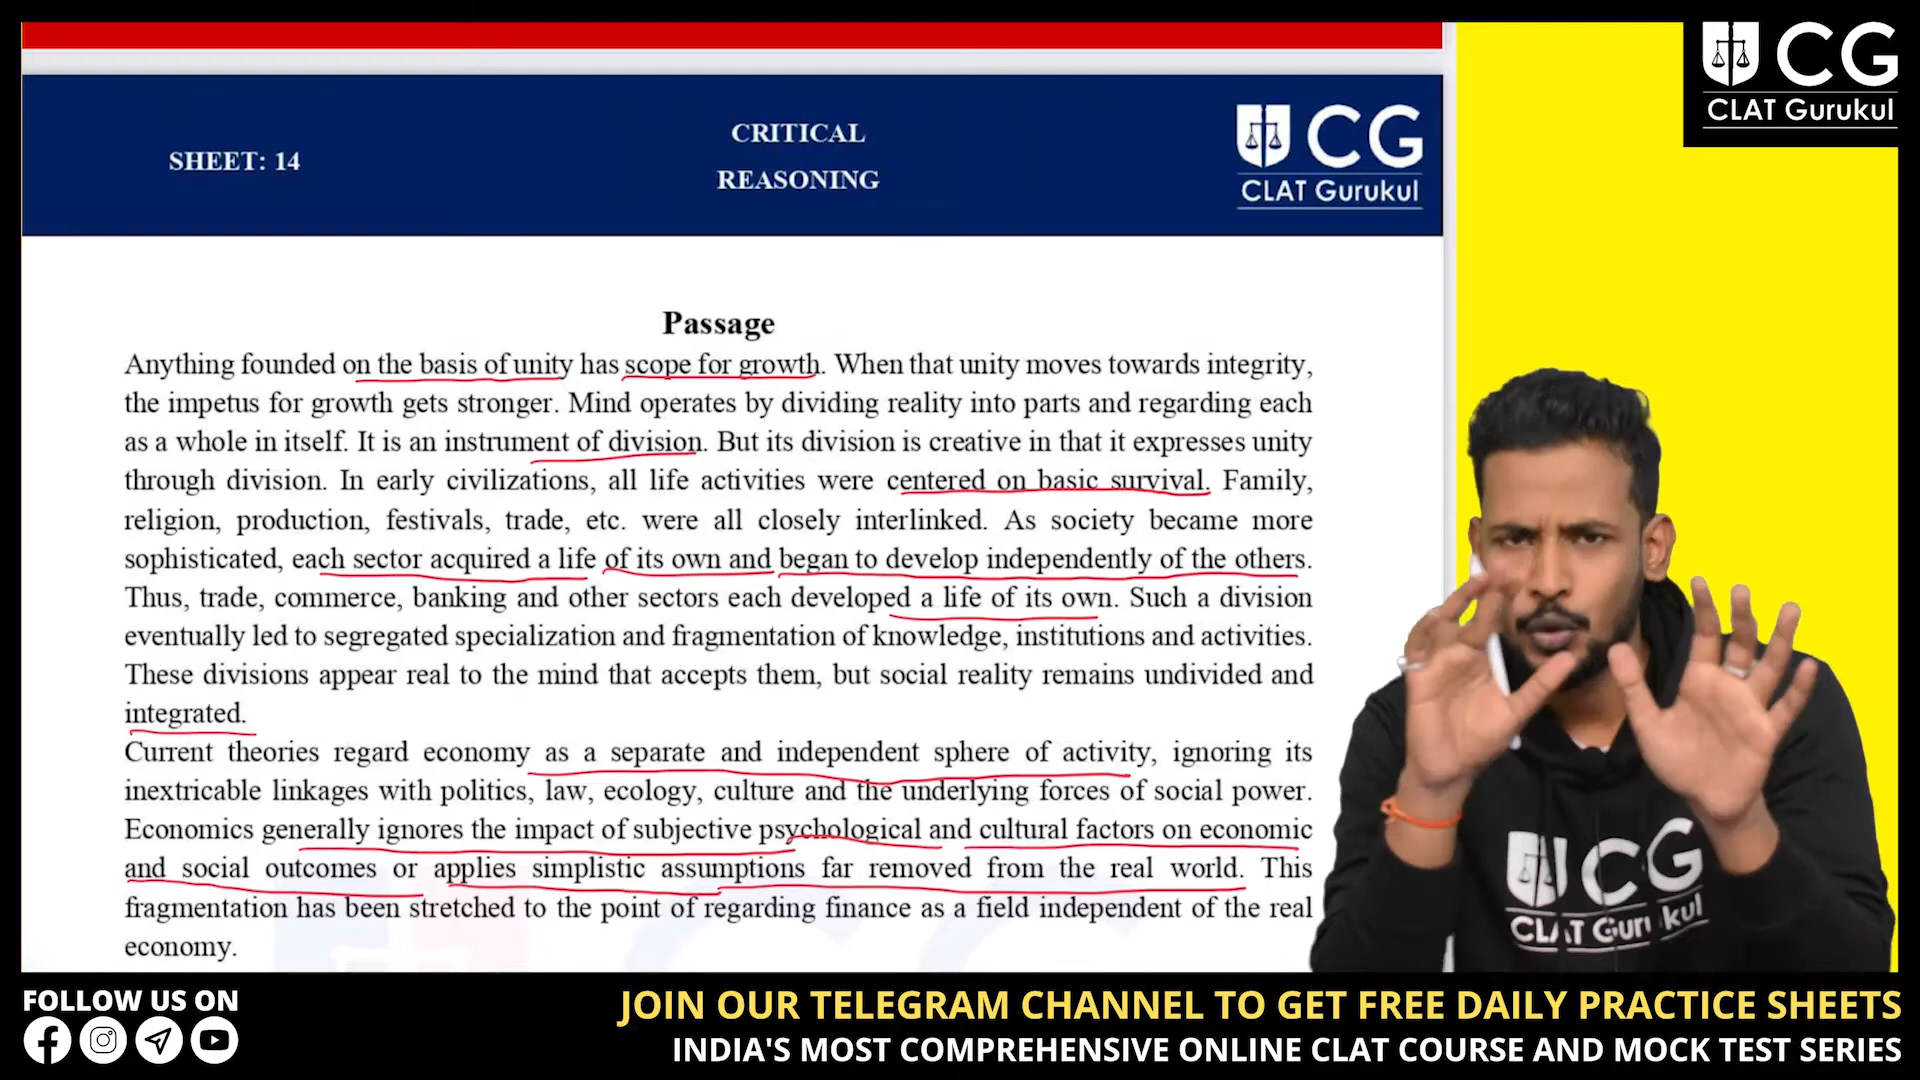 CG
CLAT Gurukul
CRITICAL
SHEET: 14
REASONING
CG
CLAT Gurukul
Passage
Anything founded on the basis of unity has scope for growth. When that unity moves towards integrity,
the impetus for growth gets stronger. Mind operates by dividing reality into parts and regarding each
as a whole in itself. It is an instrument of division. But its division is creative in that it expresses unity
through division. In early civilizations, all life activities were centered on basic survival. Family,
religion, production, festivals, trade, etc. were all closely interlinked. As society became more
sophisticated, each sector acquired a life of its own and began to develop independently of the others.
Thus, trade, commerce, banking and other sectors each developed a life of its own. Such a division
eventually led to segregated specialization and fragmentation of knowledge, institutions and activities.
These divisions appear real to the mind that accepts them, but social reality remains undivided and
integrated.
Current theories regard economy as a separate and independent sphere of activity, ignoring its
inextricable linkages with politics, law, ecology, culture and the underlying forces of social power.
Economics generally ignores the impact of subjective psychological and cultural factors on economic
and social outcomes or applies simplistic assumptions far removed from the real world. This
fragmentation has been stretched to the point of regarding finance as a field independent of the real
economy.
CG
CLAT Gurukul
FOLLOW US ON
JOIN OUR TELEGRAM CHANNEL TO GET FREE DAILY PRACTICE SHEETS
INDIA'S MOST COMPREHENSIVE ONLINE CLAT COURSE AND MOCK TEST SERIES